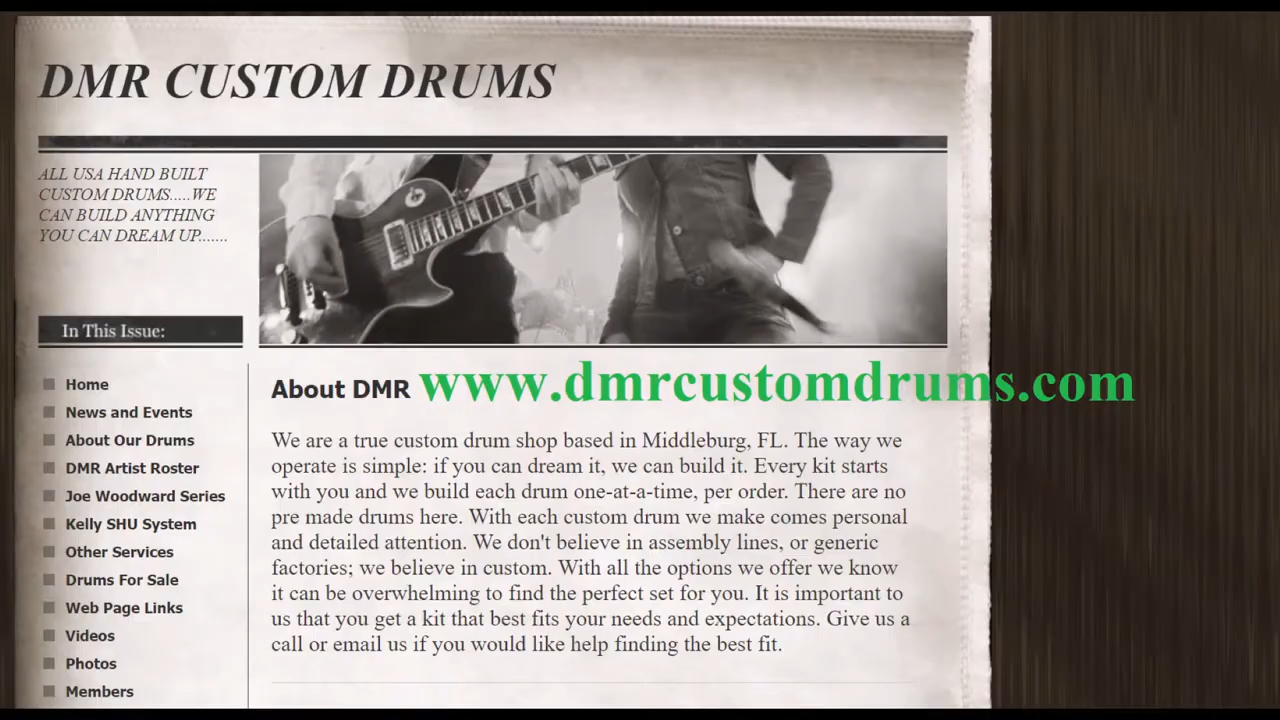 DMR CUSTOM DRUMS
ALL USA HAND BUILT
CUSTOM DRUMS.....WE
CAN BUILD ANYTHING
YOU CAN DREAM UP.......
In This Issue:
Home
News and Events
About Our Drums
DMR Artist Roster
Joe Woodward Series
Kelly SHU System
Other Services
Drums For Sale
Web Page Links
Videos
Photos
Members
About DMR
www.dmrcustomdrums.com
We are a true custom drum shop based in Middleburg, FL. The way we
operate is simple: if you can dream it, we can build it. Every kit starts
with you and we build each drum one-at-a-time, per order. There are no
pre made drums here. With each custom drum we make comes personal
and detailed attention. We don't believe in assembly lines, or generic
factories; we believe in custom. With all the options we offer we know
it can be overwhelming to find the perfect set for you. It is important to
us that you get a kit that best fits your needs and expectations. Give us a
call or email us if you would like help finding the best fit.